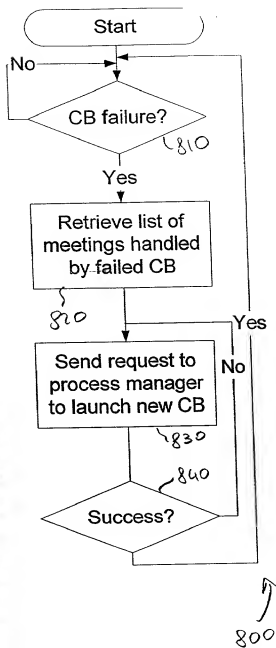 Start
No
CB failure?
810
Yes
Retrieve list of
meetings handled
by failed CB
820
Yes
Send request to
process manager
to launch new CB
No
830
840
Success?
800